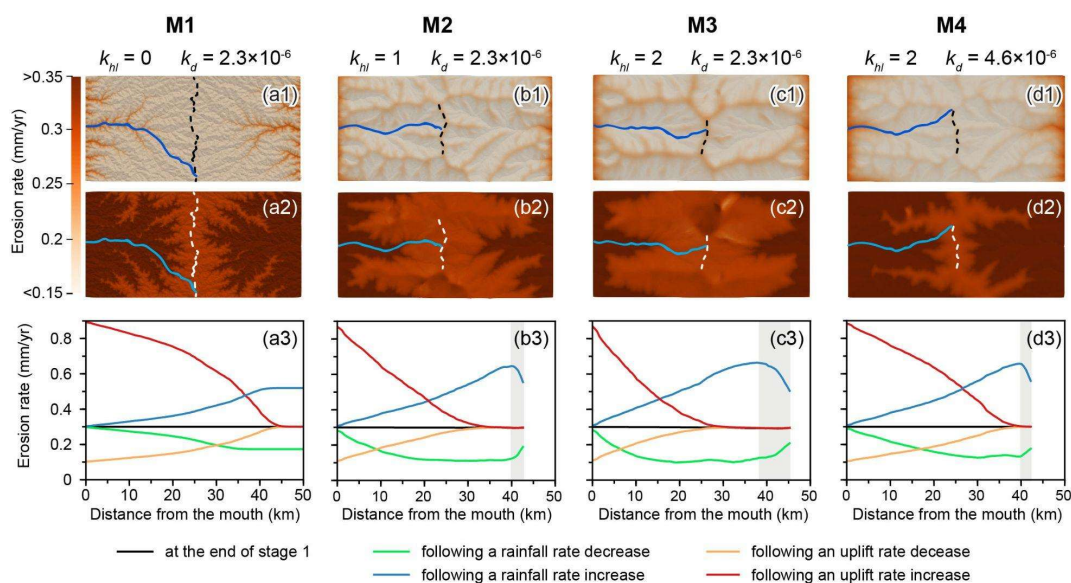 M1 M2 M3 M4
k_hl = 0 k_d = 2.3×10⁻⁶ k_hl = 1 k_d = 2.3×10⁻⁶ k_hl = 2 k_d = 2.3×10⁻⁶ k_hl = 2 k_d = 4.6×10⁻⁶
>0.35
0.3
0.25
0.2
<0.15
Erosion rate (mm/yr)
(a1) (b1) (c1) (d1)
(a2) (b2) (c2) (d2)
(a3) (b3) (c3) (d3)
Erosion rate (mm/yr)
0.8
0.6
0.4
0.2
0
0 10 20 30 40 50 0 10 20 30 40 50 0 10 20 30 40 50 0 10 20 30 40 50
Distance from the mouth (km) Distance from the mouth (km) Distance from the mouth (km) Distance from the mouth (km)
at the end of stage 1 following a rainfall rate decrease following an uplift rate decease
following a rainfall rate increase following an uplift rate increase